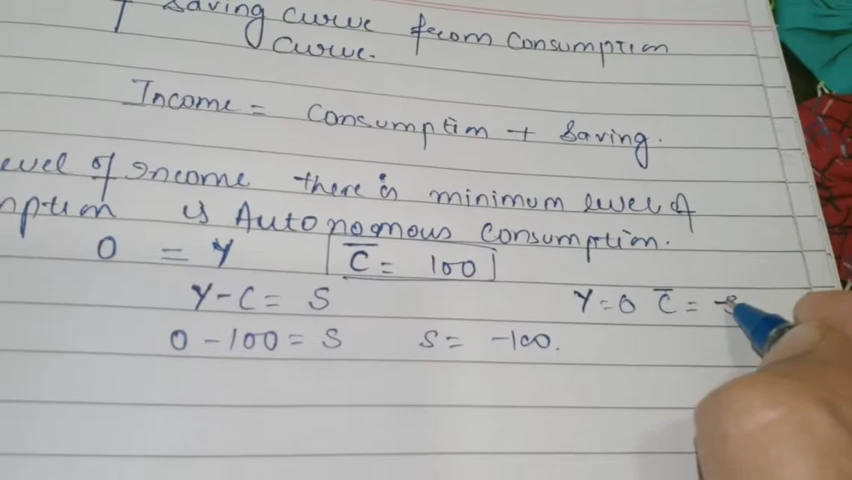 Saving curve from consumption
curve.
Income = Consumption + Saving.
level of Income there is minimum level of
is Autonomous consumption.
0 = Y C̅ = 100
Y - C = S Y = 0 C̅ = -S
0 - 100 = S S = -100.